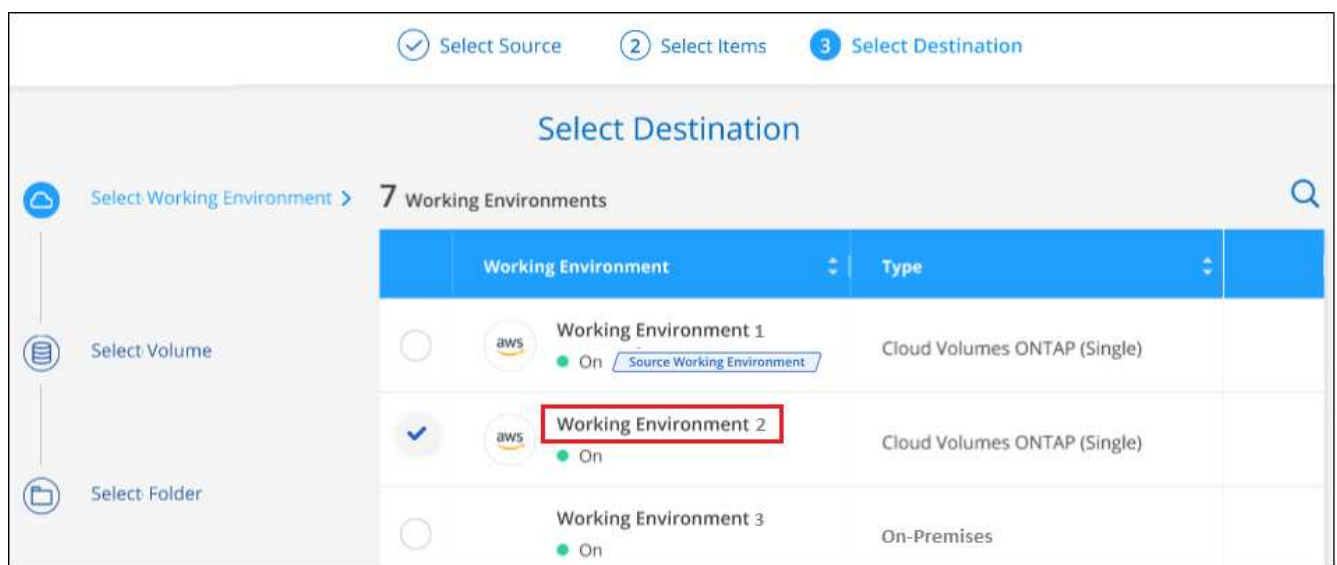 Select Source
2 Select Items
3 Select Destination
Select Destination
Select Working Environment >
7 Working Environments
Working Environment
Type
aws
Working Environment 1
On Source Working Environment
Cloud Volumes ONTAP (Single)
Select Volume
aws
Working Environment 2
On
Cloud Volumes ONTAP (Single)
Select Folder
Working Environment 3
On
On-Premises